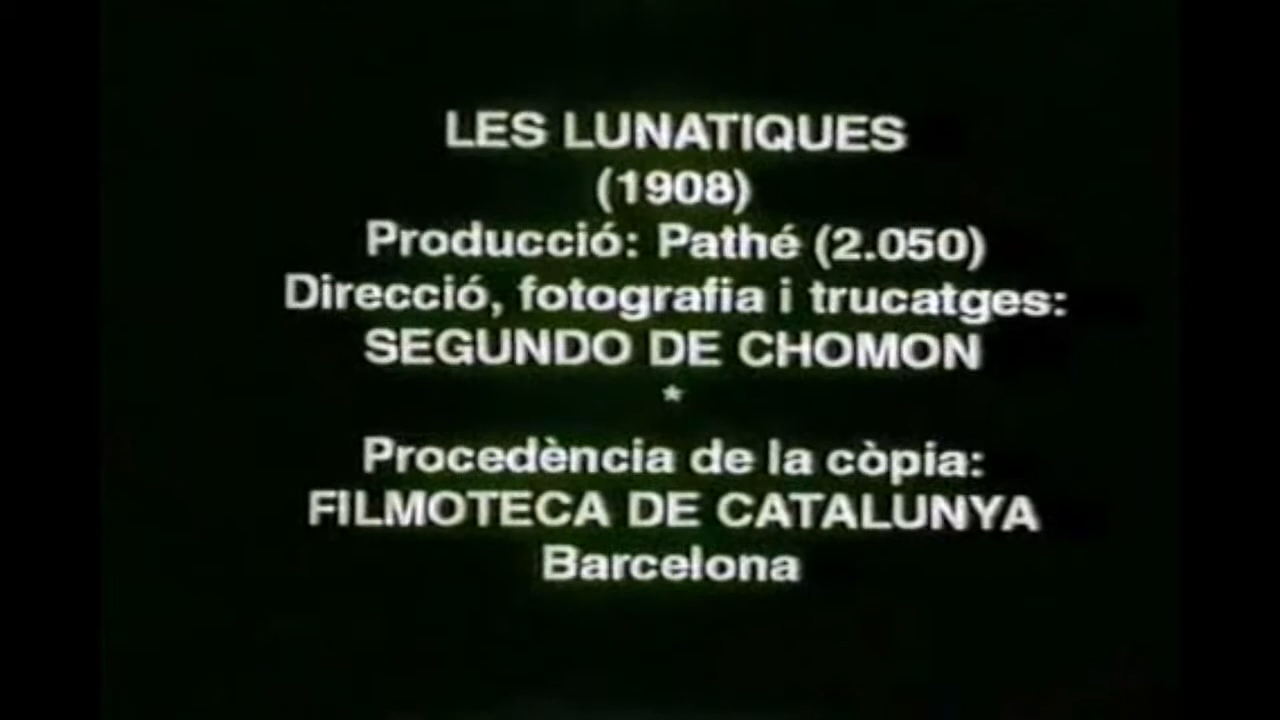 LES LUNATIQUES
(1908)
Producció: Pathé (2.050)
Direcció, fotografia i trucatges:
SEGUNDO DE CHOMON
*
Procedència de la còpia:
FILMOTECA DE CATALUNYA
Barcelona